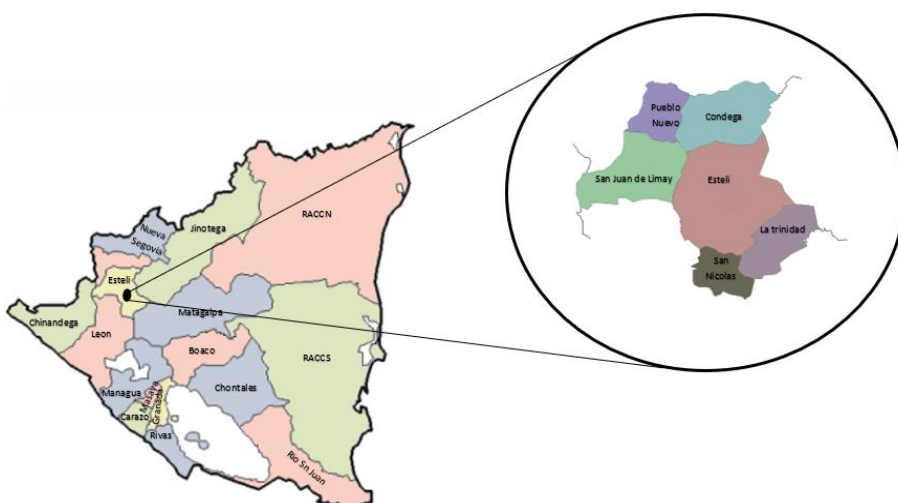 Nueva
Segovia
Jinotega
RACCN
Esteli
Chinandega
Leon
Matagalpa
Boaco
RACCS
Managua
Masaya
Granada
Chontales
Carazo
Rivas
Rio Sn Juan
Pueblo
Nuevo
Condega
San Juan de Limay
Esteli
La trinidad
San
Nicolas